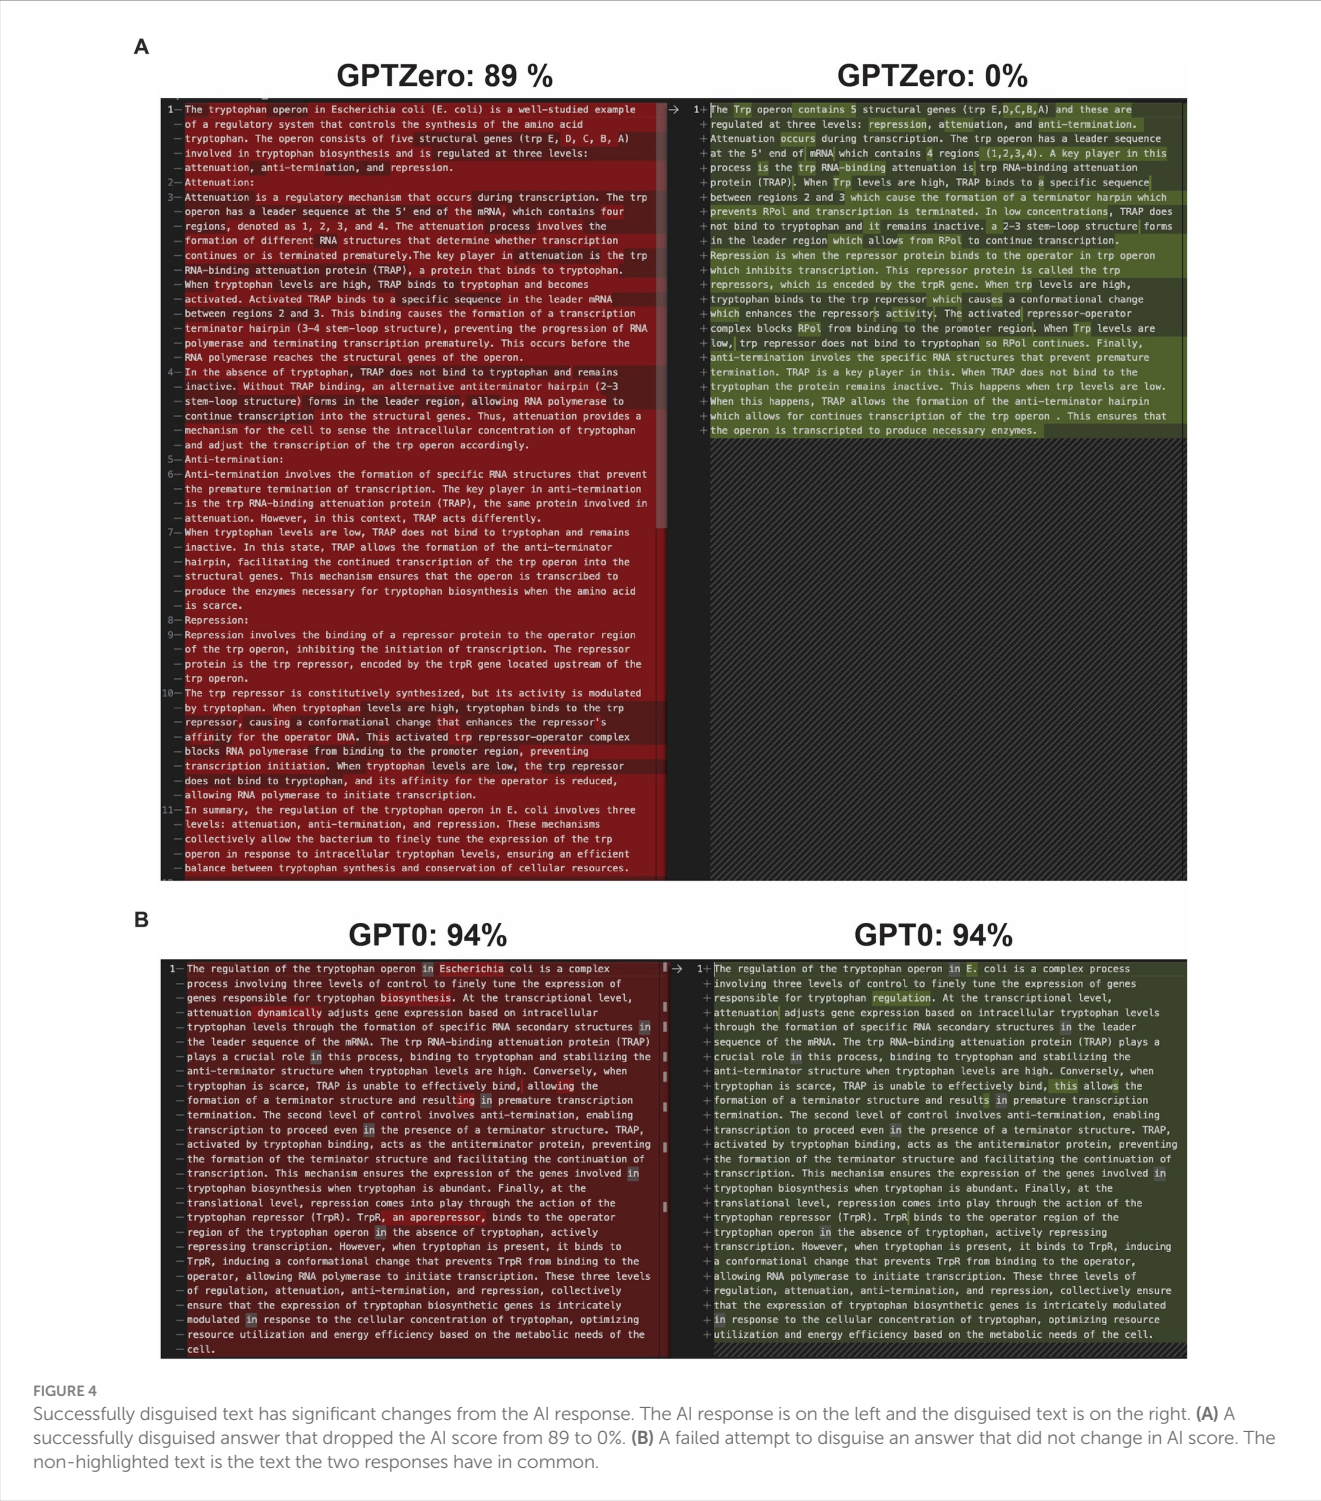 A
GPTZero: 89 %
GPTZero: 0%
1 The tryptophan operon in Escherichia coli (E. coli) is a well-studied example
of a regulatory system that controls the synthesis of the amino acid
tryptophan. The operon consists of five structural genes (trp E, D, C, B, A)
involved in tryptophan biosynthesis and is regulated at three levels:
attenuation, anti-termination, and repression.
2 Attenuation:
3 Attenuation is a regulatory mechanism that occurs during transcription. The trp
operon has a leader sequence at the 5' end of the mRNA, which contains four
regions, denoted as 1, 2, 3, and 4. The attenuation process involves the
formation of different RNA structures that determine whether transcription
continues or is terminated prematurely.The key player in attenuation is the trp
RNA-binding attenuation protein (TRAP), a protein that binds to tryptophan.
When tryptophan levels are high, TRAP binds to tryptophan and becomes
activated. Activated TRAP binds to a specific sequence in the leader mRNA
between regions 2 and 3. This binding causes the formation of a transcription
terminator hairpin (3-4 stem-loop structure), preventing the progression of RNA
polymerase and terminating transcription prematurely. This occurs before the
RNA polymerase reaches the structural genes of the operon.
4 In the absence of tryptophan, TRAP does not bind to tryptophan and remains
inactive. Without TRAP binding, an alternative antiterminator hairpin (2-3
stem-loop structure) forms in the leader region, allowing RNA polymerase to
continue transcription into the structural genes. Thus, attenuation provides a
mechanism for the cell to sense the intracellular concentration of tryptophan
and adjust the transcription of the trp operon accordingly.
5 Anti-termination:
6 Anti-termination involves the formation of specific RNA structures that prevent
the premature termination of transcription. The key player in anti-termination
is the trp RNA-binding attenuation protein (TRAP), the same protein involved in
attenuation. However, in this context, TRAP acts differently.
7 When tryptophan levels are low, TRAP does not bind to tryptophan and remains
inactive. In this state, TRAP allows the formation of the anti-terminator
hairpin, facilitating the continued transcription of the trp operon into the
structural genes. This mechanism ensures that the operon is transcribed to
produce the enzymes necessary for tryptophan biosynthesis when the amino acid
is scarce.
8 Repression:
9 Repression involves the binding of a repressor protein to the operator region
of the trp operon, inhibiting the initiation of transcription. The repressor
protein is the trp repressor, encoded by the trpR gene located upstream of the
trp operon.
10 The trp repressor is constitutively synthesized, but its activity is modulated
by tryptophan. When tryptophan levels are high, tryptophan binds to the trp
repressor, causing a conformational change that enhances the repressor's
affinity for the operator DNA. This activated trp repressor-operator complex
blocks RNA polymerase from binding to the promoter region, preventing
transcription initiation. When tryptophan levels are low, the trp repressor
does not bind to tryptophan, and its affinity for the operator is reduced,
allowing RNA polymerase to initiate transcription.
11 In summary, the regulation of the tryptophan operon in E. coli involves three
levels: attenuation, anti-termination, and repression. These mechanisms
collectively allow the bacterium to finely tune the expression of the trp
operon in response to intracellular tryptophan levels, ensuring an efficient
balance between tryptophan synthesis and conservation of cellular resources.
→ 1+ The Trp operon contains 5 structural genes (trp E,D,C,B,A) and these are
+ regulated at three levels: repression, attenuation, and anti-termination.
+ Attenuation occurs during transcription. The trp operon has a leader sequence
+ at the 5' end of mRNA which contains 4 regions (1,2,3,4). A key player in this
+ process is the trp RNA-binding attenuation is trp RNA-binding attenuation
+ protein (TRAP). When Trp levels are high, TRAP binds to a specific sequence
+ between regions 2 and 3 which cause the formation of a terminator harpin which
+ prevents RPol and transcription is terminated. In low concentrations, TRAP does
+ not bind to tryptophan and it remains inactive. a 2-3 stem-loop structure forms
+ in the leader region which allows from RPol to continue transcription.
+ Repression is when the repressor protein binds to the operator in trp operon
+ which inhibits transcription. This repressor protein is called the trp
+ repressors, which is enceded by the trpR gene. When trp levels are high,
+ tryptophan binds to the trp repressor which causes a conformational change
+ which enhances the repressors activity. The activated repressor-operator
+ complex blocks RPol from binding to the promoter region. When Trp levels are
+ low, trp repressor does not bind to tryptophan so RPol continues. Finally,
+ anti-termination involes the specific RNA structures that prevent premature
+ termination. TRAP is a key player in this. When TRAP does not bind to the
+ tryptophan the protein remains inactive. This happens when trp levels are low.
+ When this happens, TRAP allows the formation of the anti-terminator hairpin
+ which allows for continues transcription of the trp operon . This ensures that
+ the operon is transcripted to produce necessary enzymes.
B
GPT0: 94%
GPT0: 94%
1 The regulation of the tryptophan operon in Escherichia coli is a complex
process involving three levels of control to finely tune the expression of
genes responsible for tryptophan biosynthesis. At the transcriptional level,
attenuation dynamically adjusts gene expression based on intracellular
tryptophan levels through the formation of specific RNA secondary structures in
the leader sequence of the mRNA. The trp RNA-binding attenuation protein (TRAP)
plays a crucial role in this process, binding to tryptophan and stabilizing the
anti-terminator structure when tryptophan levels are high. Conversely, when
tryptophan is scarce, TRAP is unable to effectively bind, allowing the
formation of a terminator structure and resulting in premature transcription
termination. The second level of control involves anti-termination, enabling
transcription to proceed even in the presence of a terminator structure. TRAP,
activated by tryptophan binding, acts as the antiterminator protein, preventing
the formation of the terminator structure and facilitating the continuation of
transcription. This mechanism ensures the expression of the genes involved in
tryptophan biosynthesis when tryptophan is abundant. Finally, at the
translational level, repression comes into play through the action of the
tryptophan repressor (TrpR). TrpR, an aporepressor, binds to the operator
region of the tryptophan operon in the absence of tryptophan, actively
repressing transcription. However, when tryptophan is present, it binds to
TrpR, inducing a conformational change that prevents TrpR from binding to the
operator, allowing RNA polymerase to initiate transcription. These three levels
of regulation, attenuation, anti-termination, and repression, collectively
ensure that the expression of tryptophan biosynthetic genes is intricately
modulated in response to the cellular concentration of tryptophan, optimizing
resource utilization and energy efficiency based on the metabolic needs of the
cell.
→ 1+ The regulation of the tryptophan operon in E. coli is a complex process
+ involving three levels of control to finely tune the expression of genes
+ responsible for tryptophan regulation. At the transcriptional level,
+ attenuation adjusts gene expression based on intracellular tryptophan levels
+ through the formation of specific RNA secondary structures in the leader
+ sequence of the mRNA. The trp RNA-binding attenuation protein (TRAP) plays a
+ crucial role in this process, binding to tryptophan and stabilizing the
+ anti-terminator structure when tryptophan levels are high. Conversely, when
+ tryptophan is scarce, TRAP is unable to effectively bind, this allows the
+ formation of a terminator structure and results in premature transcription
+ termination. The second level of control involves anti-termination, enabling
+ transcription to proceed even in the presence of a terminator structure. TRAP,
+ activated by tryptophan binding, acts as the antiterminator protein, preventing
+ the formation of the terminator structure and facilitating the continuation of
+ transcription. This mechanism ensures the expression of the genes involved in
+ tryptophan biosynthesis when tryptophan is abundant. Finally, at the
+ translational level, repression comes into play through the action of the
+ tryptophan repressor (TrpR). TrpR binds to the operator region of the
+ tryptophan operon in the absence of tryptophan, actively repressing
+ transcription. However, when tryptophan is present, it binds to TrpR, inducing
+ a conformational change that prevents TrpR from binding to the operator,
+ allowing RNA polymerase to initiate transcription. These three levels of
+ regulation, attenuation, anti-termination, and repression, collectively ensure
+ that the expression of tryptophan biosynthetic genes is intricately modulated
+ in response to the cellular concentration of tryptophan, optimizing resource
+ utilization and energy efficiency based on the metabolic needs of the cell.
FIGURE 4
Successfully disguised text has significant changes from the AI response. The AI response is on the left and the disguised text is on the right. (A) A
successfully disguised answer that dropped the AI score from 89 to 0%. (B) A failed attempt to disguise an answer that did not change in AI score. The
non-highlighted text is the text the two responses have in common.